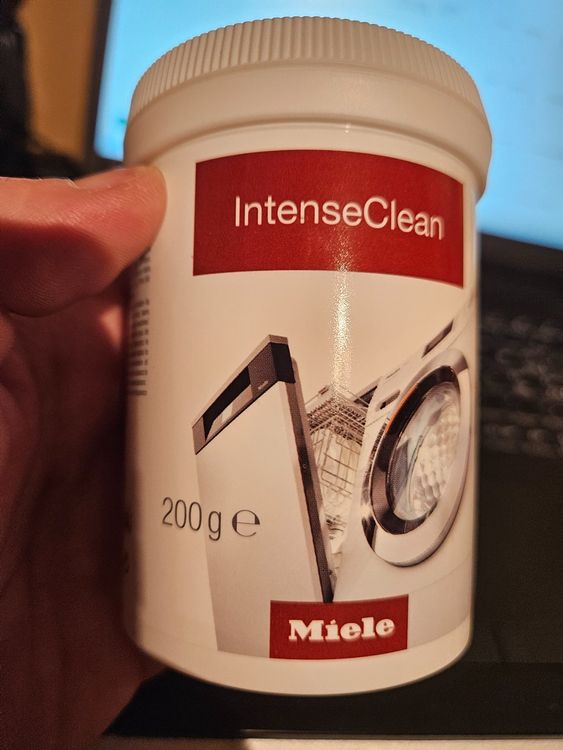 IntenseClean
200 g ℮
Miele